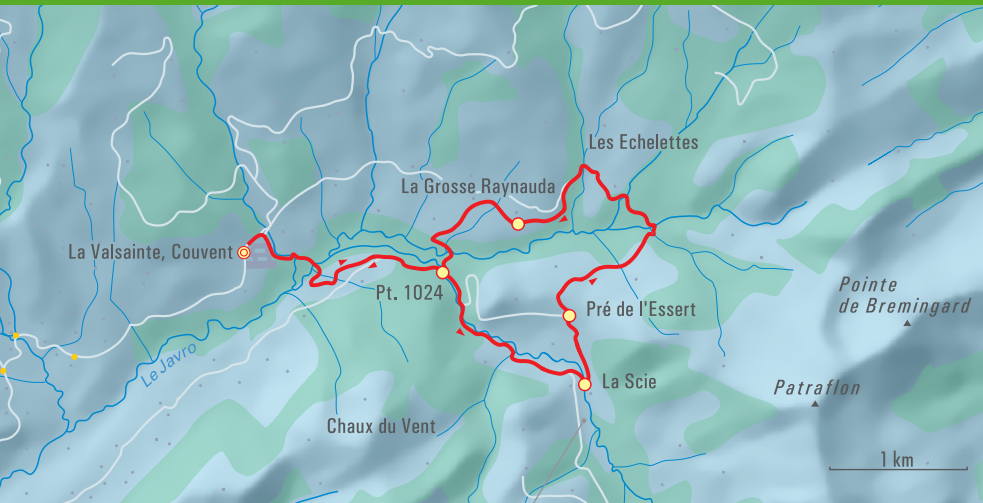 Les Echelettes
La Grosse Raynauda
La Valsainte, Couvent
Pt. 1024
Pointe
de Bremingard
Pré de l'Essert
Le Javro
La Scie
Patraflon
Chaux du Vent
1 km